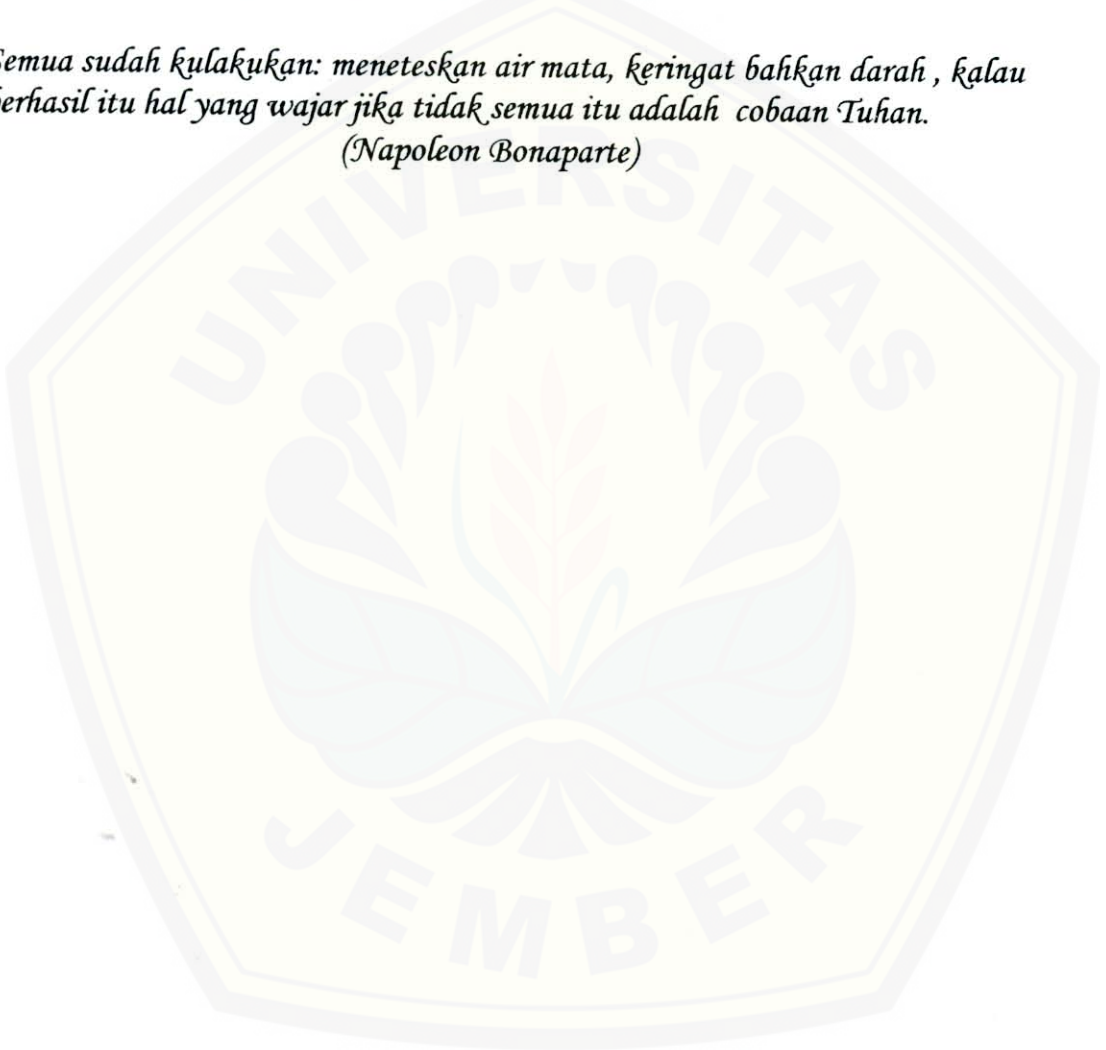 Semua sudah kulakukan: meneteskan air mata, keringat bahkan darah , kalau
berhasil itu hal yang wajar jika tidak semua itu adalah cobaan Tuhan.
(Napoleon Bonaparte)
UNIVERSITAS
JEMBER